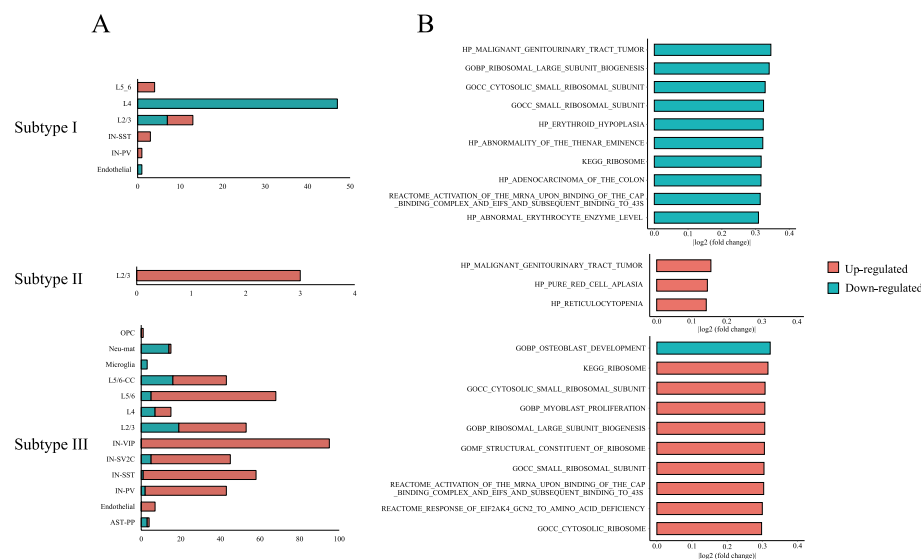 A
B
Subtype I
L5_6
L4
L2/3
IN-SST
IN-PV
Endothelial
0 10 20 30 40 50
HP_MALIGNANT_GENITOURINARY_TRACT_TUMOR
GOBP_RIBOSOMAL_LARGE_SUBUNIT_BIOGENESIS
GOCC_CYTOSOLIC_SMALL_RIBOSOMAL_SUBUNIT
GOCC_SMALL_RIBOSOMAL_SUBUNIT
HP_ERYTHROID_HYPOPLASIA
HP_ABNORMALITY_OF_THE_THENAR_EMINENCE
KEGG_RIBOSOME
HP_ADENOCARCINOMA_OF_THE_COLON
REACTOME_ACTIVATION_OF_THE_MRNA_UPON_BINDING_OF_THE_CAP
_BINDING_COMPLEX_AND_EIFS_AND_SUBSEQUENT_BINDING_TO_43S
HP_ABNORMAL_ERYTHROCYTE_ENZYME_LEVEL
0.0 0.1 0.2 0.3 0.4
|log2 (fold change)|
Subtype II
L2/3
0 1 2 3 4
HP_MALIGNANT_GENITOURINARY_TRACT_TUMOR
HP_PURE_RED_CELL_APLASIA
HP_RETICULOCYTOPENIA
0.0 0.1 0.2 0.3 0.4
|log2 (fold change)|
Up-regulated
Down-regulated
Subtype III
OPC
Neu-mat
Microglia
L5/6-CC
L5/6
L4
L2/3
IN-VIP
IN-SV2C
IN-SST
IN-PV
Endothelial
AST-PP
0 20 40 60 80 100
GOBP_OSTEOBLAST_DEVELOPMENT
KEGG_RIBOSOME
GOCC_CYTOSOLIC_SMALL_RIBOSOMAL_SUBUNIT
GOBP_MYOBLAST_PROLIFERATION
GOBP_RIBOSOMAL_LARGE_SUBUNIT_BIOGENESIS
GOMF_STRUCTURAL_CONSTITUENT_OF_RIBOSOME
GOCC_SMALL_RIBOSOMAL_SUBUNIT
REACTOME_ACTIVATION_OF_THE_MRNA_UPON_BINDING_OF_THE_CAP
_BINDING_COMPLEX_AND_EIFS_AND_SUBSEQUENT_BINDING_TO_43S
REACTOME_RESPONSE_OF_EIF2AK4_GCN2_TO_AMINO_ACID_DEFICIENCY
GOCC_CYTOSOLIC_RIBOSOME
0.0 0.1 0.2 0.3 0.4
|log2 (fold change)|